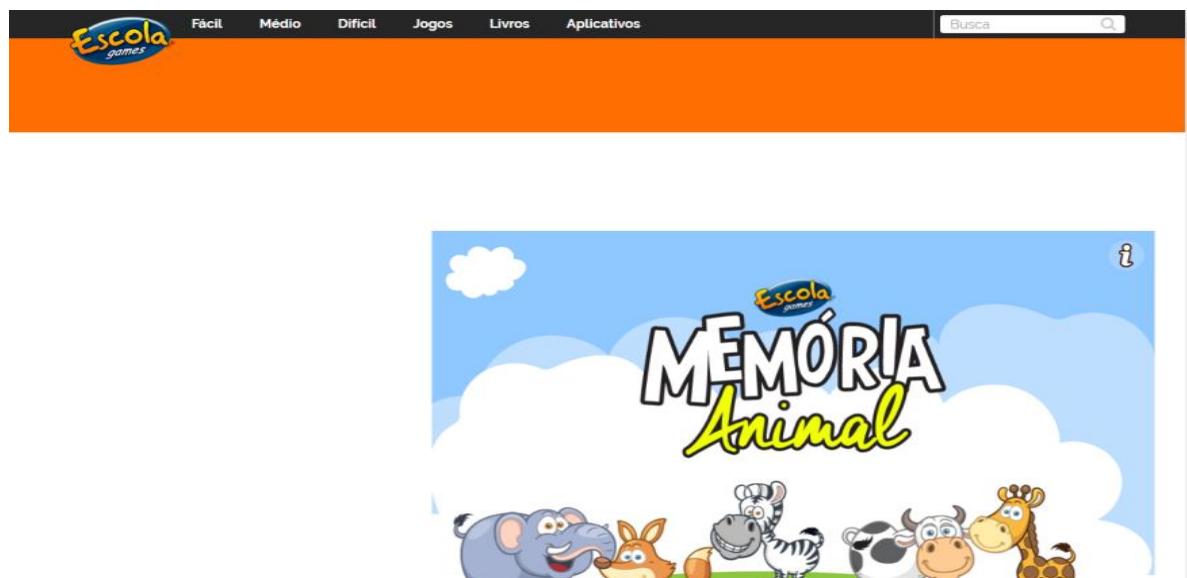 Escola games Fácil Médio Difícil Jogos Livros Aplicativos Busca
i
Escola
games
MEMÓRIA
Animal